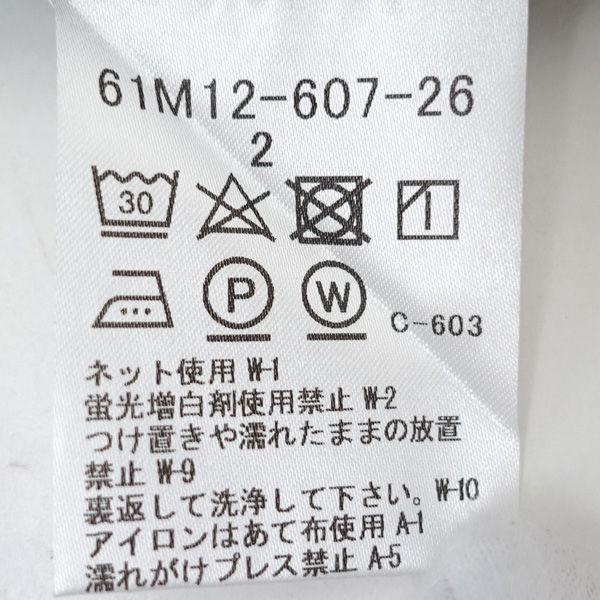 61M12-607-26
2
30
P W C-603
ネット使用 W-1
蛍光増白剤使用禁止 W-2
つけ置きや濡れたままの放置
禁止 W-9
裏返して洗浄して下さい。W-10
アイロンはあて布使用 A-1
濡れがけプレス禁止 A-5